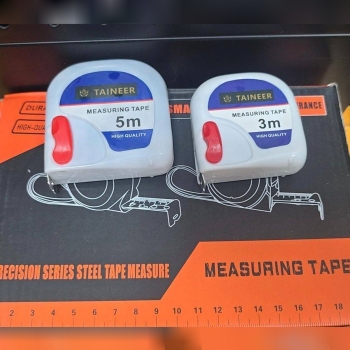 TAINEER
MEASURING TAPE
5m
HIGH QUALITY
TAINEER
MEASURING TAPE
3m
HIGH QUALITY
RECISION SERIES STEEL TAPE MEASURE
MEASURING TAPE
2 3 4 5 6 7 8 9 10 11 12 13 14 15 16 17 18